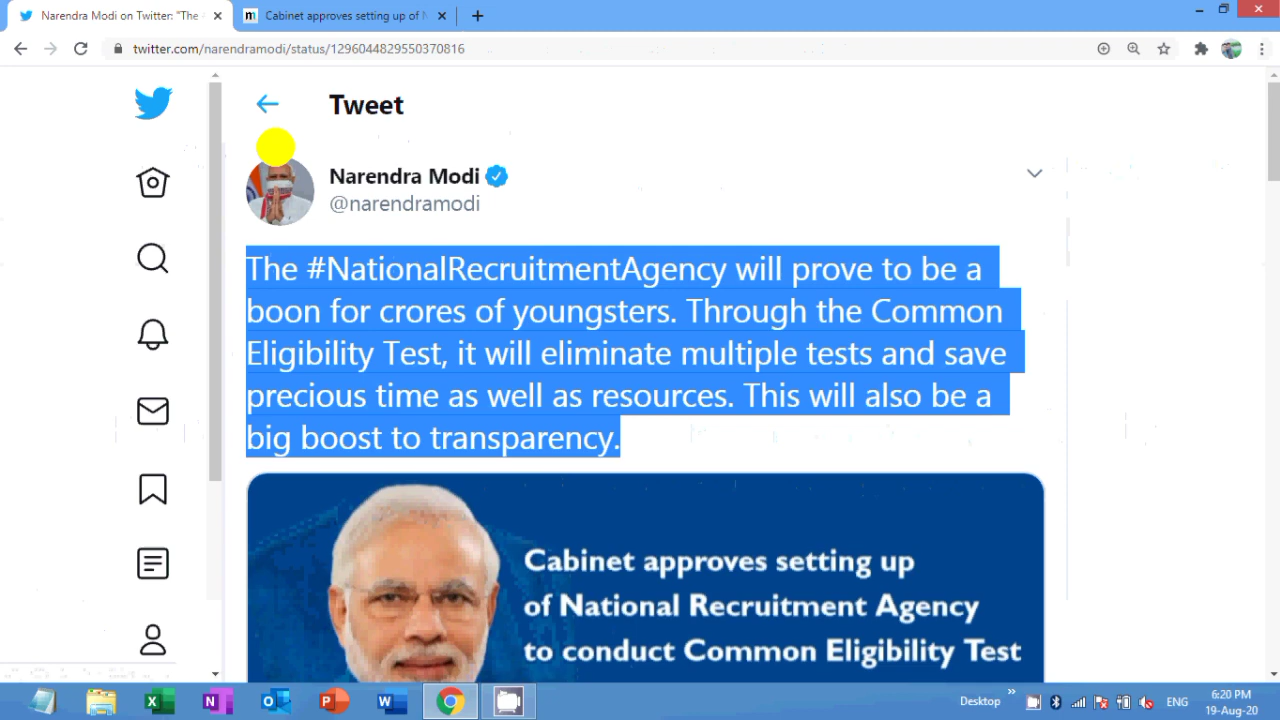 Narendra Modi on Twitter: "The
Cabinet approves setting up of N
twitter.com/narendramodi/status/1296044829550370816
Tweet
Narendra Modi
@narendramodi
The #NationalRecruitmentAgency will prove to be a
boon for crores of youngsters. Through the Common
Eligibility Test, it will eliminate multiple tests and save
precious time as well as resources. This will also be a
big boost to transparency.
Cabinet approves setting up
of National Recruitment Agency
to conduct Common Eligibility Test
Desktop
ENG
6:20 PM
19-Aug-20